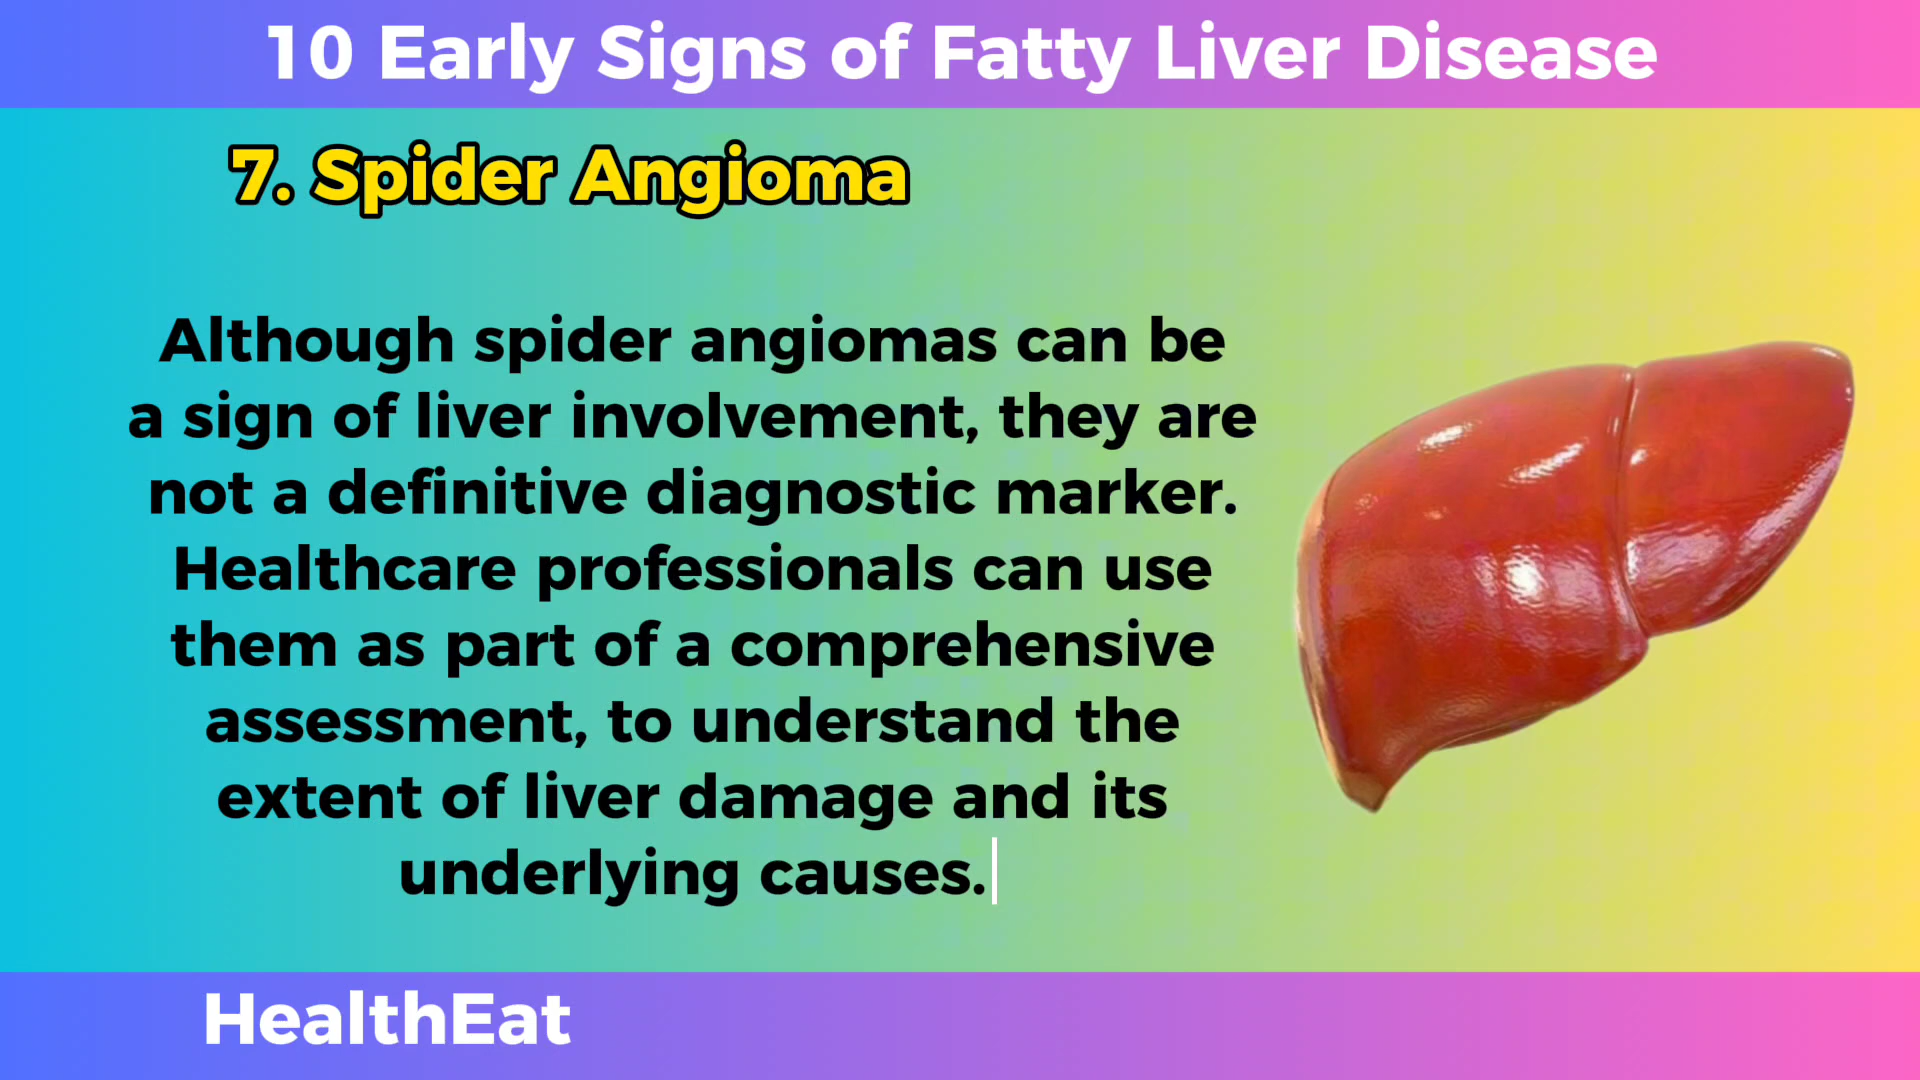 10 Early Signs of Fatty Liver Disease
7. Spider Angioma
Although spider angiomas can be
a sign of liver involvement, they are
not a definitive diagnostic marker.
Healthcare professionals can use
them as part of a comprehensive
assessment, to understand the
extent of liver damage and its
underlying causes.
HealthEat